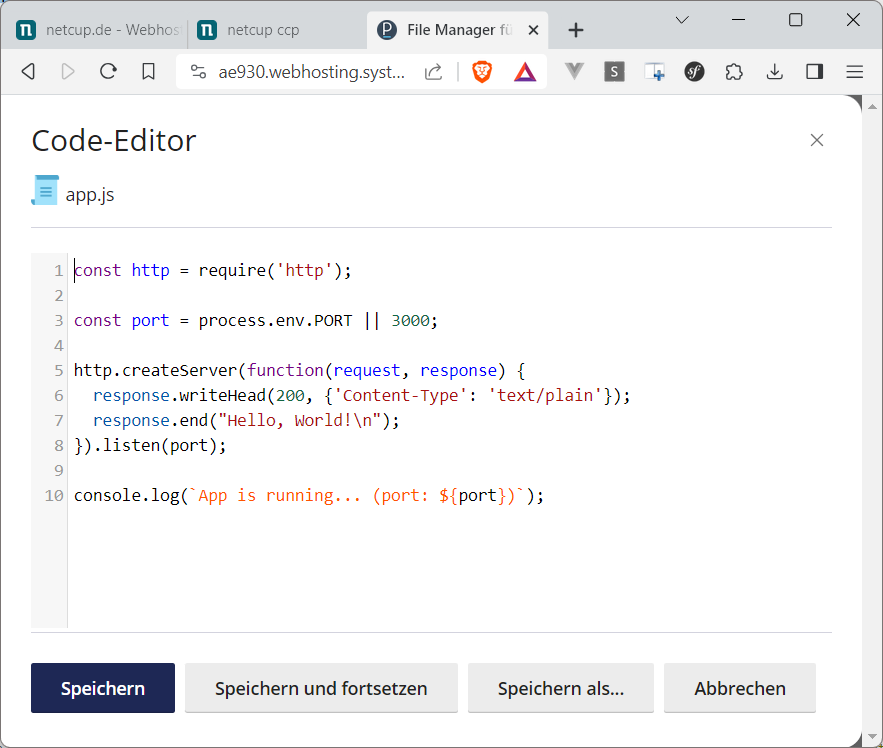 netcup.de - Webhos
netcup ccp
File Manager fü
ae930.webhosting.syst...
Code-Editor
app.js
1 const http = require('http');
2
3 const port = process.env.PORT || 3000;
4
5 http.createServer(function(request, response) {
6   response.writeHead(200, {'Content-Type': 'text/plain'});
7   response.end("Hello, World!\n");
8 }).listen(port);
9
10 console.log(`App is running... (port: ${port})`);
Speichern
Speichern und fortsetzen
Speichern als...
Abbrechen